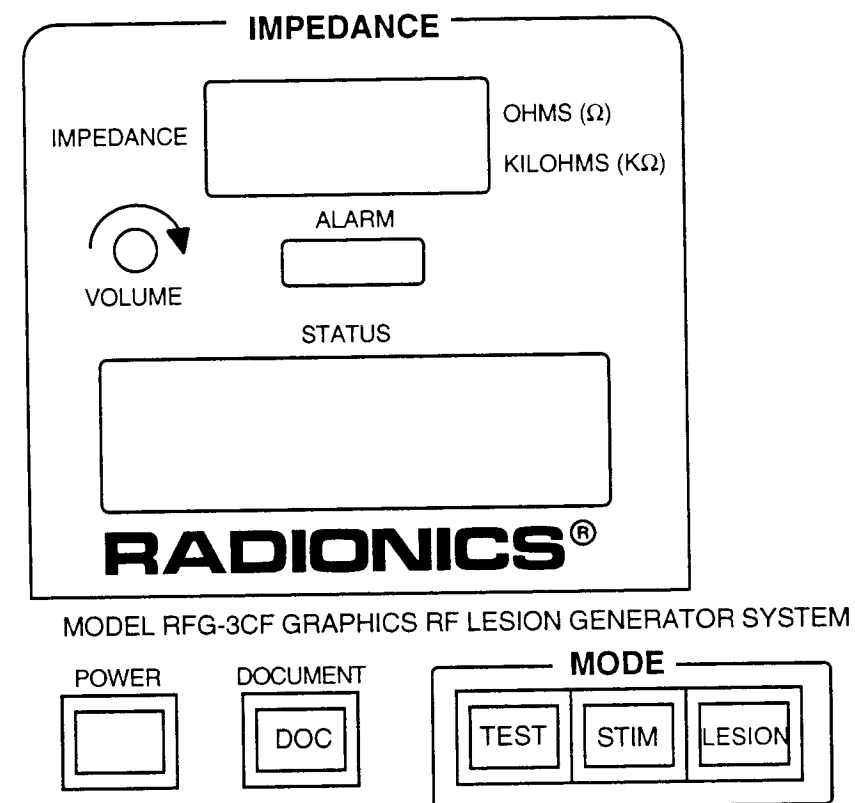 IMPEDANCE
IMPEDANCE
OHMS (Ω)
KILOHMS (KΩ)
ALARM
VOLUME
STATUS
RADIONICS®
MODEL RFG-3CF GRAPHICS RF LESION GENERATOR SYSTEM
POWER
DOCUMENT
MODE
DOC
TEST
STIM
LESION